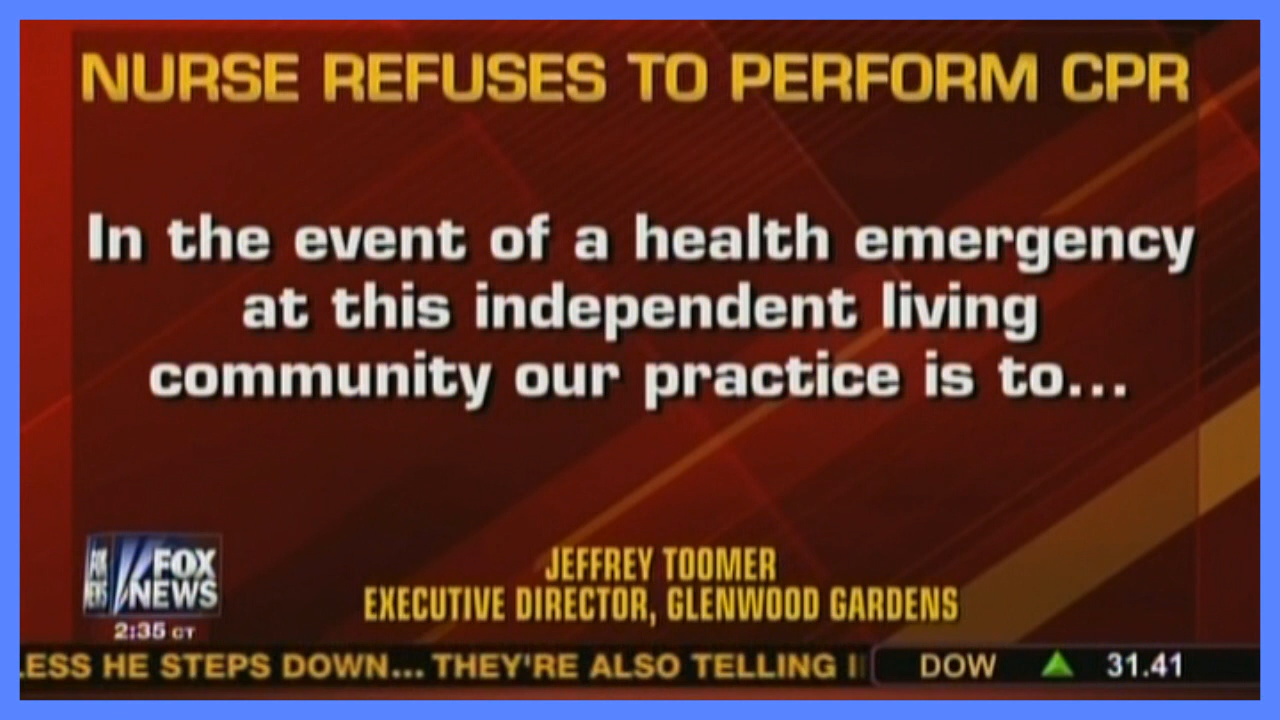 NURSE REFUSES TO PERFORM CPR
In the event of a health emergency
at this independent living
community our practice is to...
JEFFREY TOOMER
EXECUTIVE DIRECTOR, GLENWOOD GARDENS
FOX
NEWS
FOX
NEWS
2:35 CT
HE STEPS DOWN... THEY'RE ALSO TELLING
DOW 31.41